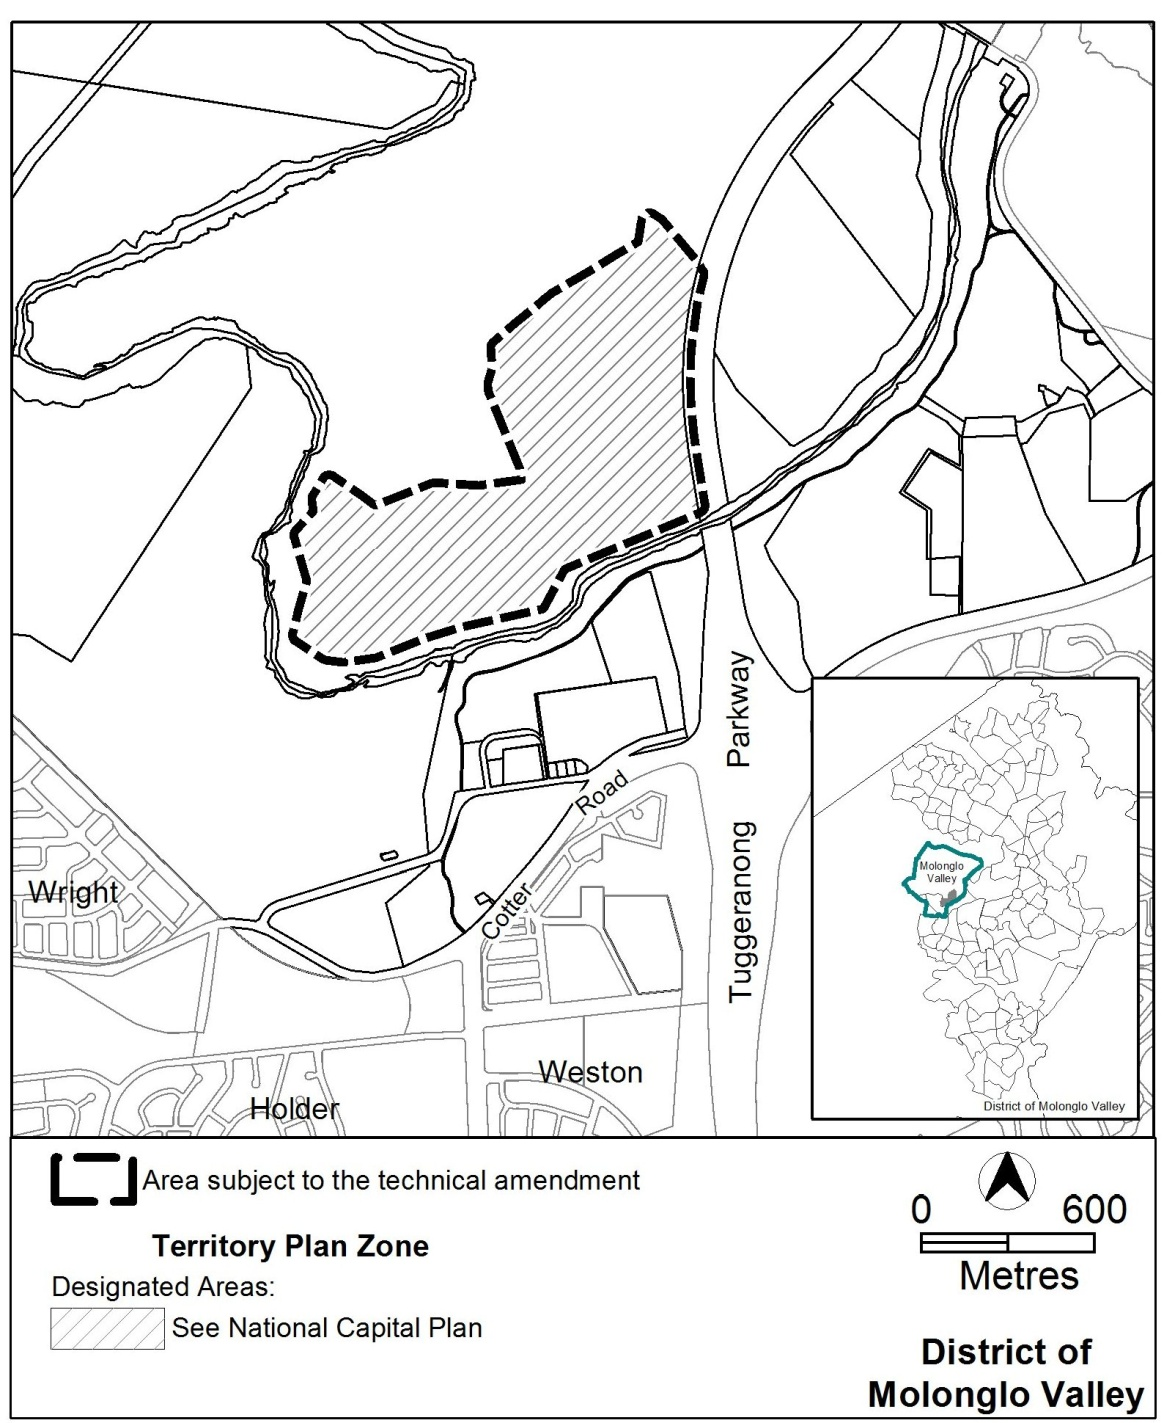 Parkway
Road
Tuggeranong
Wright
Cotter
Weston
Holder
Molonglo
Valley
District of Molonglo Valley
Area subject to the technical amendment
Territory Plan Zone
Designated Areas:
See National Capital Plan
0 600
Metres
District of
Molonglo Valley